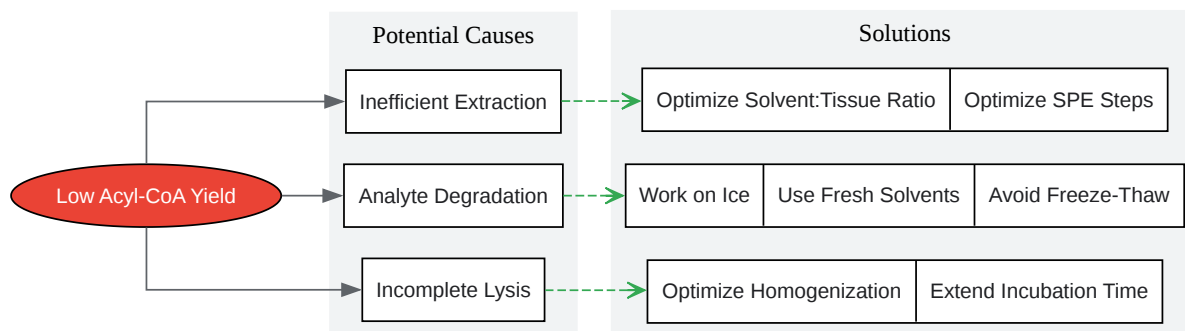 Potential Causes
Solutions
Inefficient Extraction
Optimize Solvent:Tissue Ratio
Optimize SPE Steps
Low Acyl-CoA Yield
Analyte Degradation
Work on Ice
Use Fresh Solvents
Avoid Freeze-Thaw
Incomplete Lysis
Optimize Homogenization
Extend Incubation Time